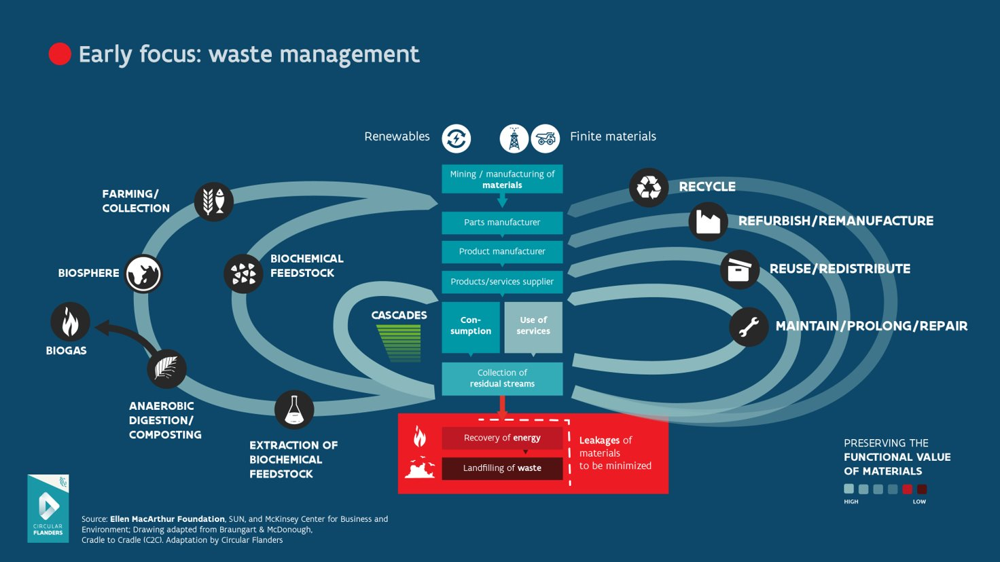 Early focus: waste management
Renewables
Finite materials
Mining / manufacturing of
materials
Parts manufacturer
Product manufacturer
Products/services supplier
Con-
sumption
Use of
services
Collection of
residual streams
Recovery of energy
Landfilling of waste
Leakages of
materials
to be minimized
FARMING/
COLLECTION
BIOSPHERE
BIOCHEMICAL
FEEDSTOCK
CASCADES
BIOGAS
ANAEROBIC
DIGESTION/
COMPOSTING
EXTRACTION OF
BIOCHEMICAL
FEEDSTOCK
RECYCLE
REFURBISH/REMANUFACTURE
REUSE/REDISTRIBUTE
MAINTAIN/PROLONG/REPAIR
PRESERVING THE
FUNCTIONAL VALUE
OF MATERIALS
HIGH
LOW
CIRCULAR
FLANDERS
Source: Ellen MacArthur Foundation, SUN, and McKinsey Center for Business and
Environment; Drawing adapted from Braungart & McDonough,
Cradle to Cradle (C2C). Adaptation by Circular Flanders